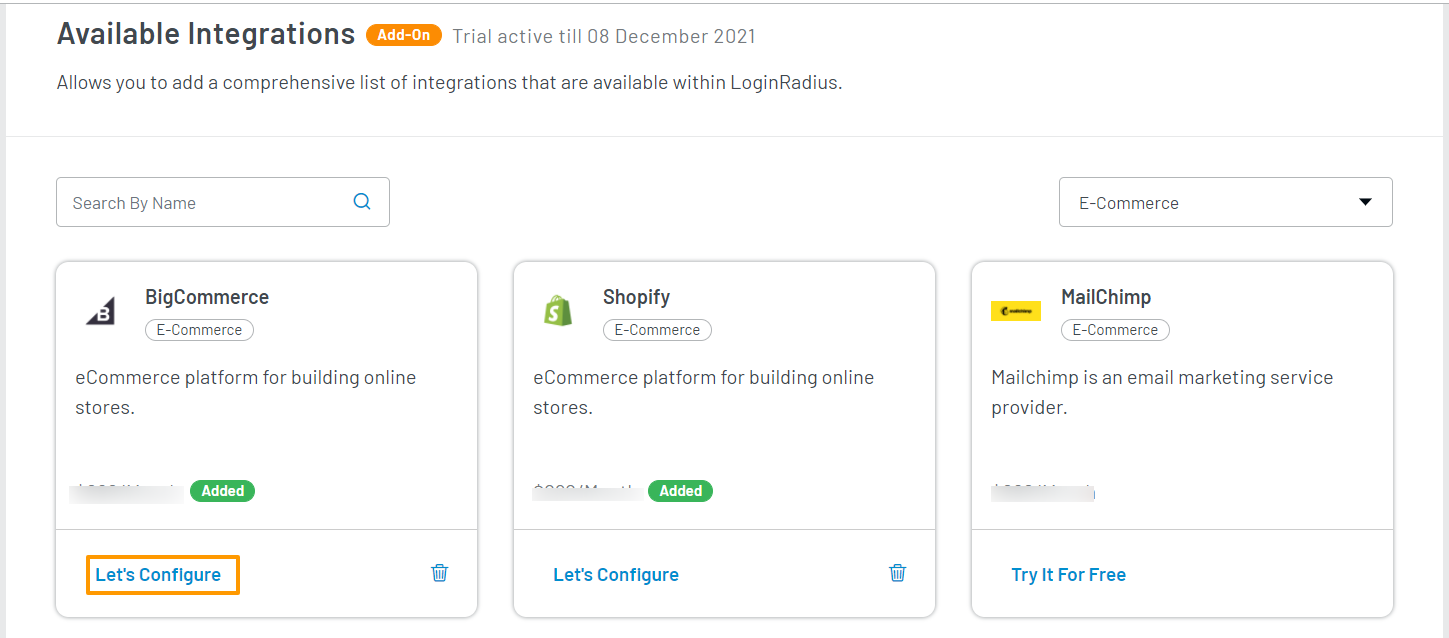 Available Integrations Add-On Trial active till 08 December 2021
Allows you to add a comprehensive list of integrations that are available within LoginRadius.
Search By Name
E-Commerce
BigCommerce
E-Commerce
eCommerce platform for building online
stores.
Added
Let's Configure
Shopify
E-Commerce
eCommerce platform for building online
stores.
Added
Let's Configure
MailChimp
E-Commerce
Mailchimp is an email marketing service
provider.
Try It For Free